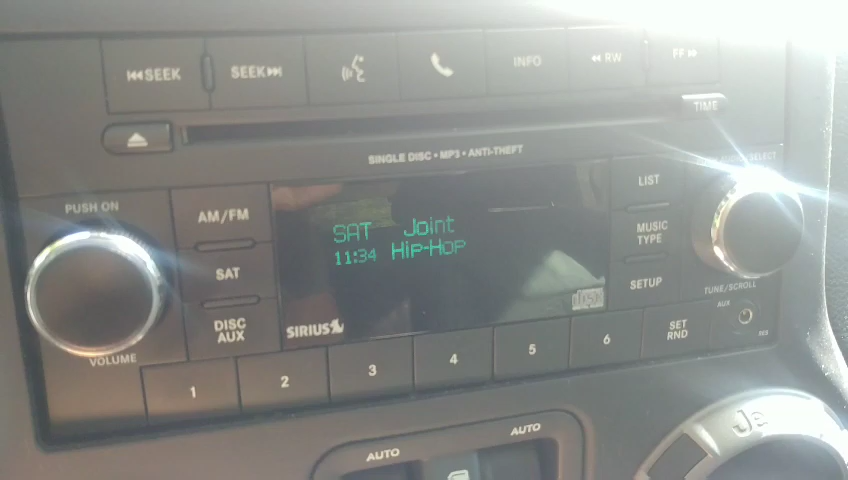 SEEK
SEEK
INFO
RW
FF
TIME
SINGLE DISC • MP3 • ANTI-THEFT
PUSH ON
VOLUME
AM/FM
SAT
DISC
AUX
SAT Joint
11:34 Hip-Hop
SIRIUS
LIST
MUSIC
TYPE
SETUP
SELECT
TUNE/SCROLL
AUX
SET
RND
1
2
3
4
5
6
AUTO
AUTO